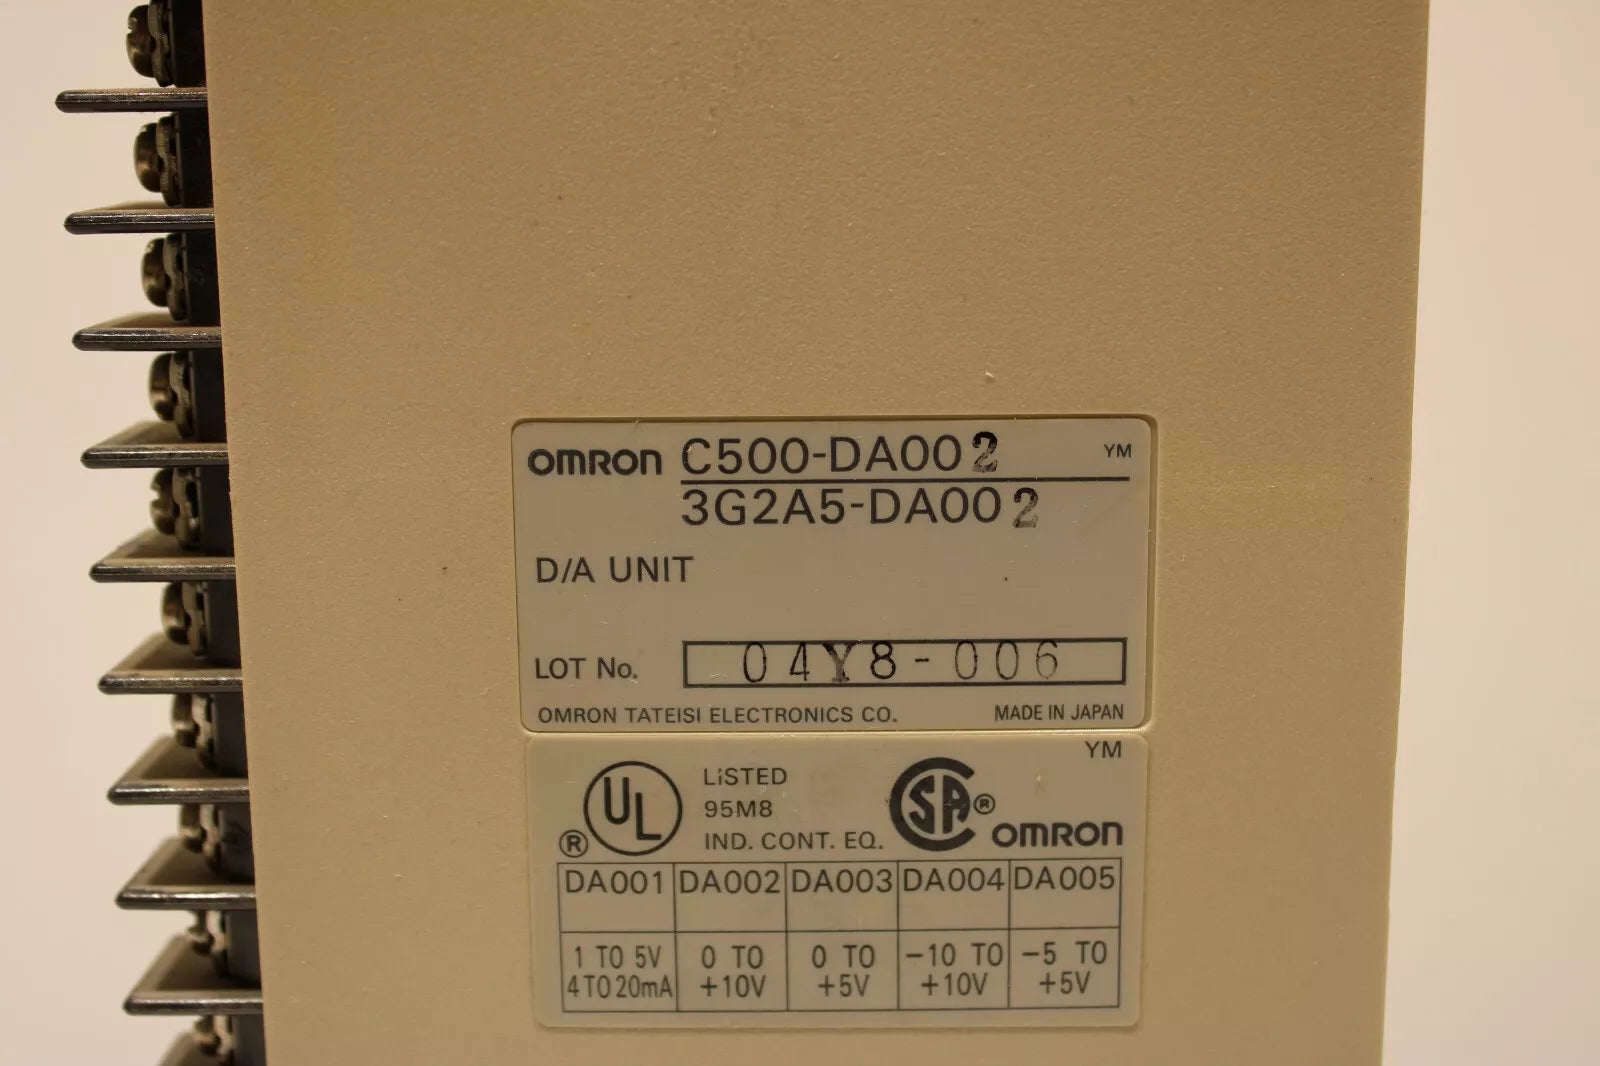 OMRON C500-DA002 YM
3G2A5-DA002
D/A UNIT
LOT No. 04Y8-006
OMRON TATEISI ELECTRONICS CO. MADE IN JAPAN
YM
UL ® LISTED
95M8
IND. CONT. EQ.
SA ® OMRON
DA001 DA002 DA003 DA004 DA005
1 TO 5V 0 TO 0 TO -10 TO -5 TO
4 TO 20mA +10V +5V +10V +5V